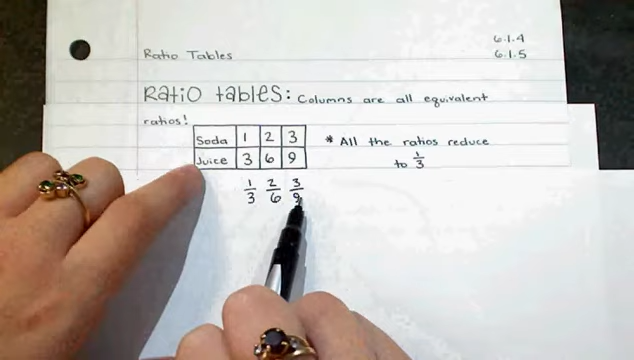 6.1.4
Ratio Tables 6.1.5
Ratio tables: Columns are all equivalent
ratios!
Soda 1 2 3 * All the ratios reduce
Juice 3 6 9 to 1/3
1/3 2/6 3/9